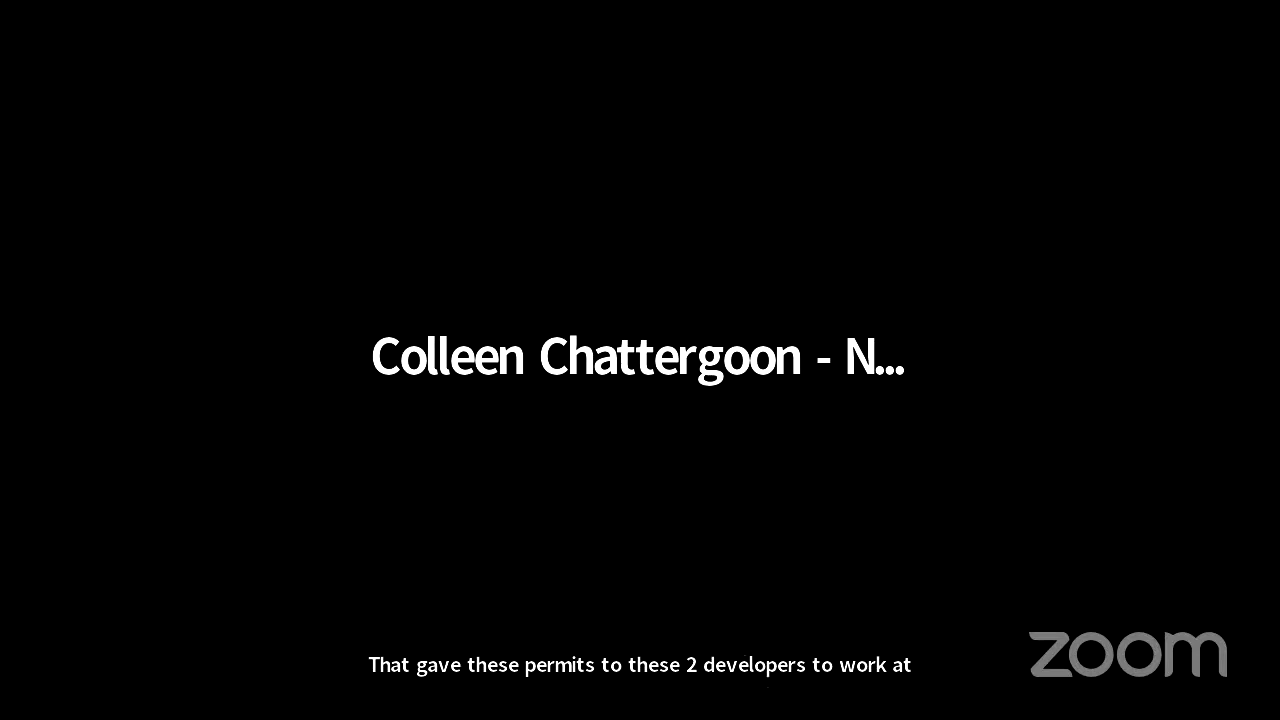 Colleen Chattergoon - N...
That gave these permits to these 2 developers to work at
zoom